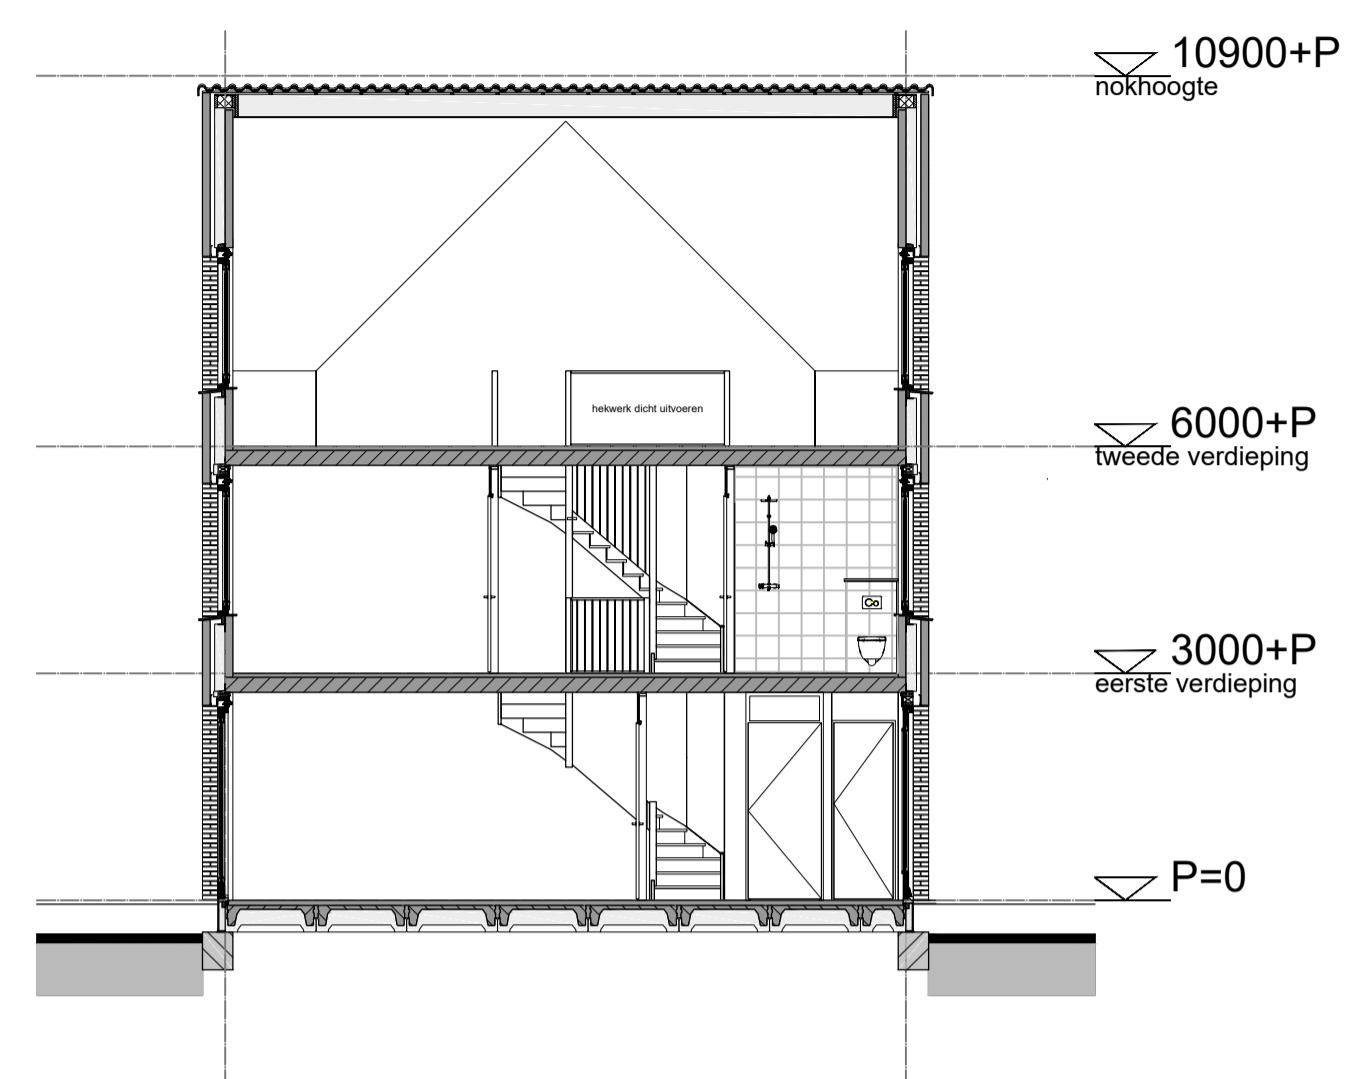 10900+P
nokhoogte
hekwerk dicht uitvoeren
6000+P
tweede verdieping
3000+P
eerste verdieping
P=0